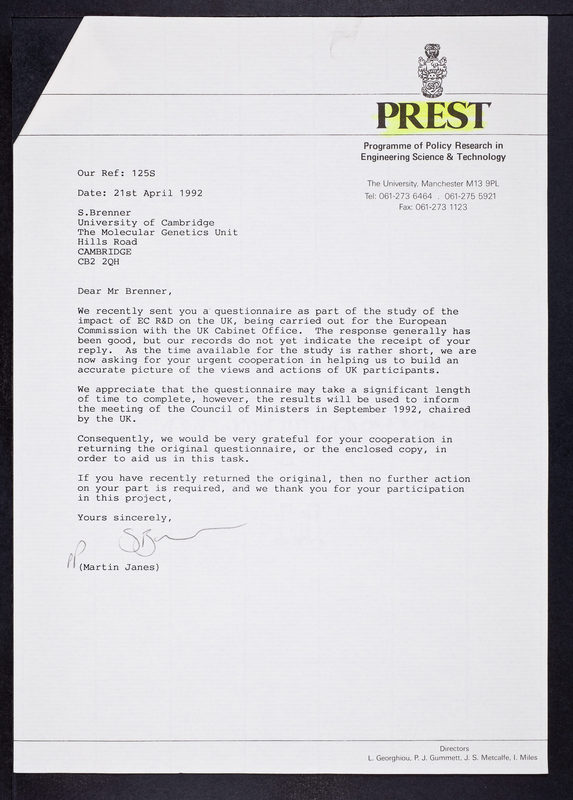 PREST
Programme of Policy Research in
Engineering Science & Technology
The University, Manchester M13 9PL
Tel: 061-273 6464 . 061-275 5921
Fax: 061-273 1123
Our Ref: 125S
Date: 21st April 1992
S.Brenner
University of Cambridge
The Molecular Genetics Unit
Hills Road
CAMBRIDGE
CB2 2QH
Dear Mr Brenner,
We recently sent you a questionnaire as part of the study of the
impact of EC R&D on the UK, being carried out for the European
Commission with the UK Cabinet Office. The response generally has
been good, but our records do not yet indicate the receipt of your
reply. As the time available for the study is rather short, we are
now asking for your urgent cooperation in helping us to build an
accurate picture of the views and actions of UK participants.
We appreciate that the questionnaire may take a significant length
of time to complete, however, the results will be used to inform
the meeting of the Council of Ministers in September 1992, chaired
by the UK.
Consequently, we would be very grateful for your cooperation in
returning the original questionnaire, or the enclosed copy, in
order to aid us in this task.
If you have recently returned the original, then no further action
on your part is required, and we thank you for your participation
in this project,
Yours sincerely,
PP
(Martin Janes)
Directors
L. Georghiou, P. J. Gummett, J. S. Metcalfe, I. Miles